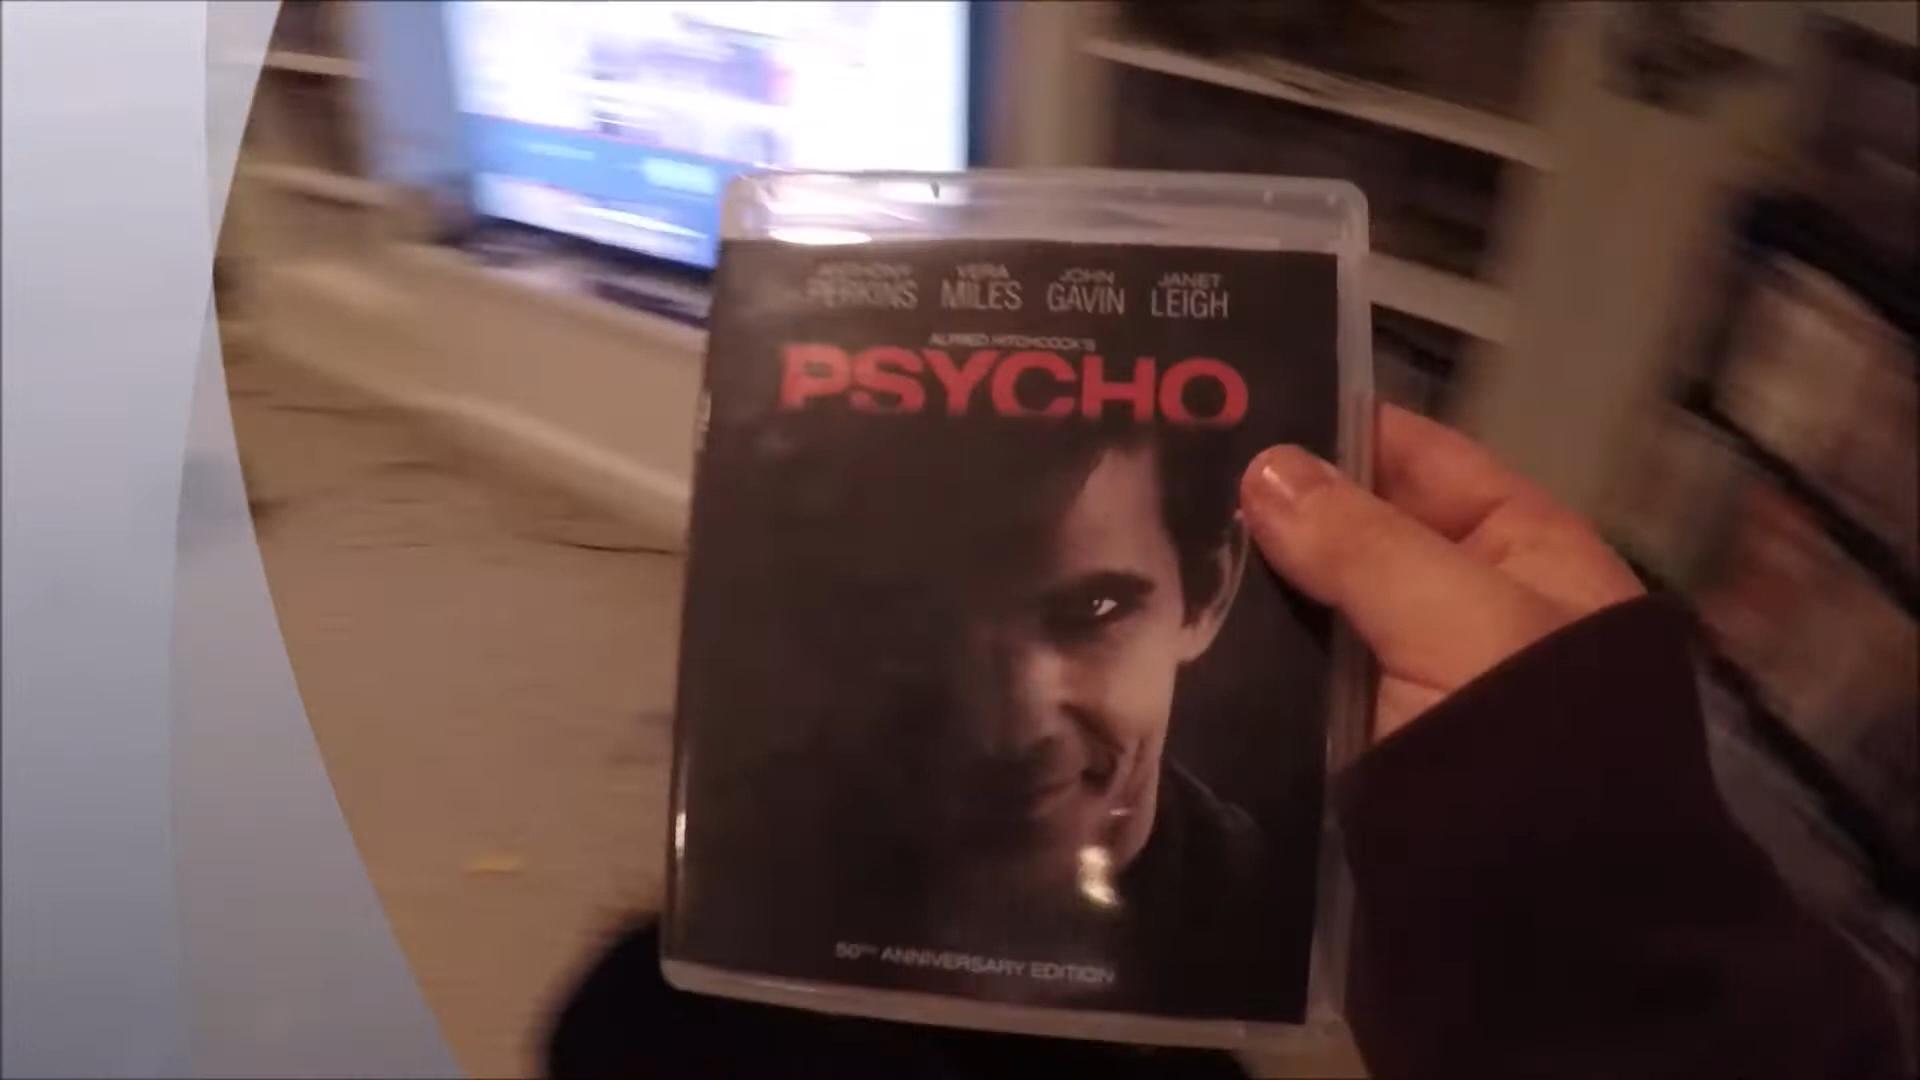 ANTHONY VERA JOHN JANET
PERKINS MILES GAVIN LEIGH
ALFRED HITCHCOCK'S
PSYCHO
50TH ANNIVERSARY EDITION